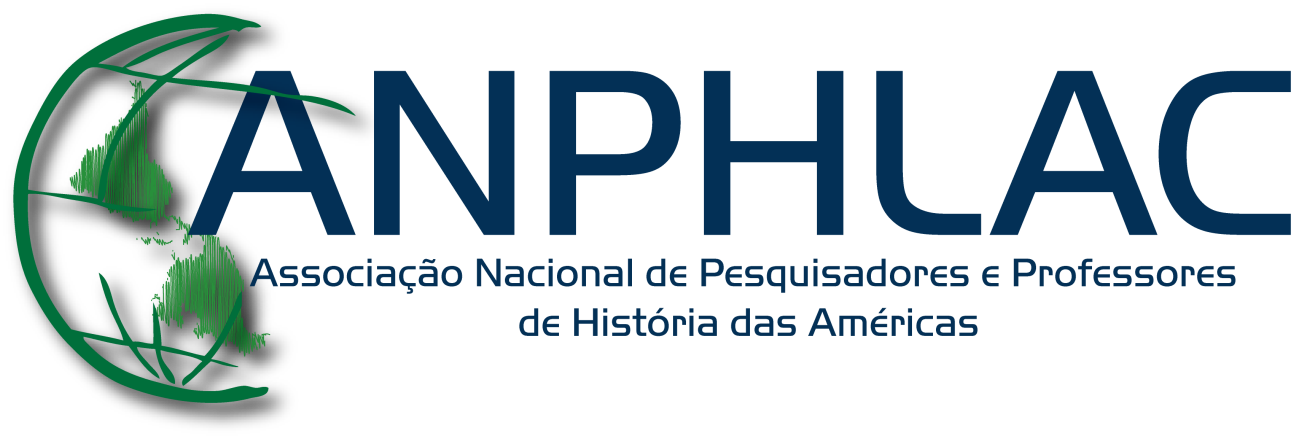 ANPHLAC
Associação Nacional de Pesquisadores e Professores
de História das Américas